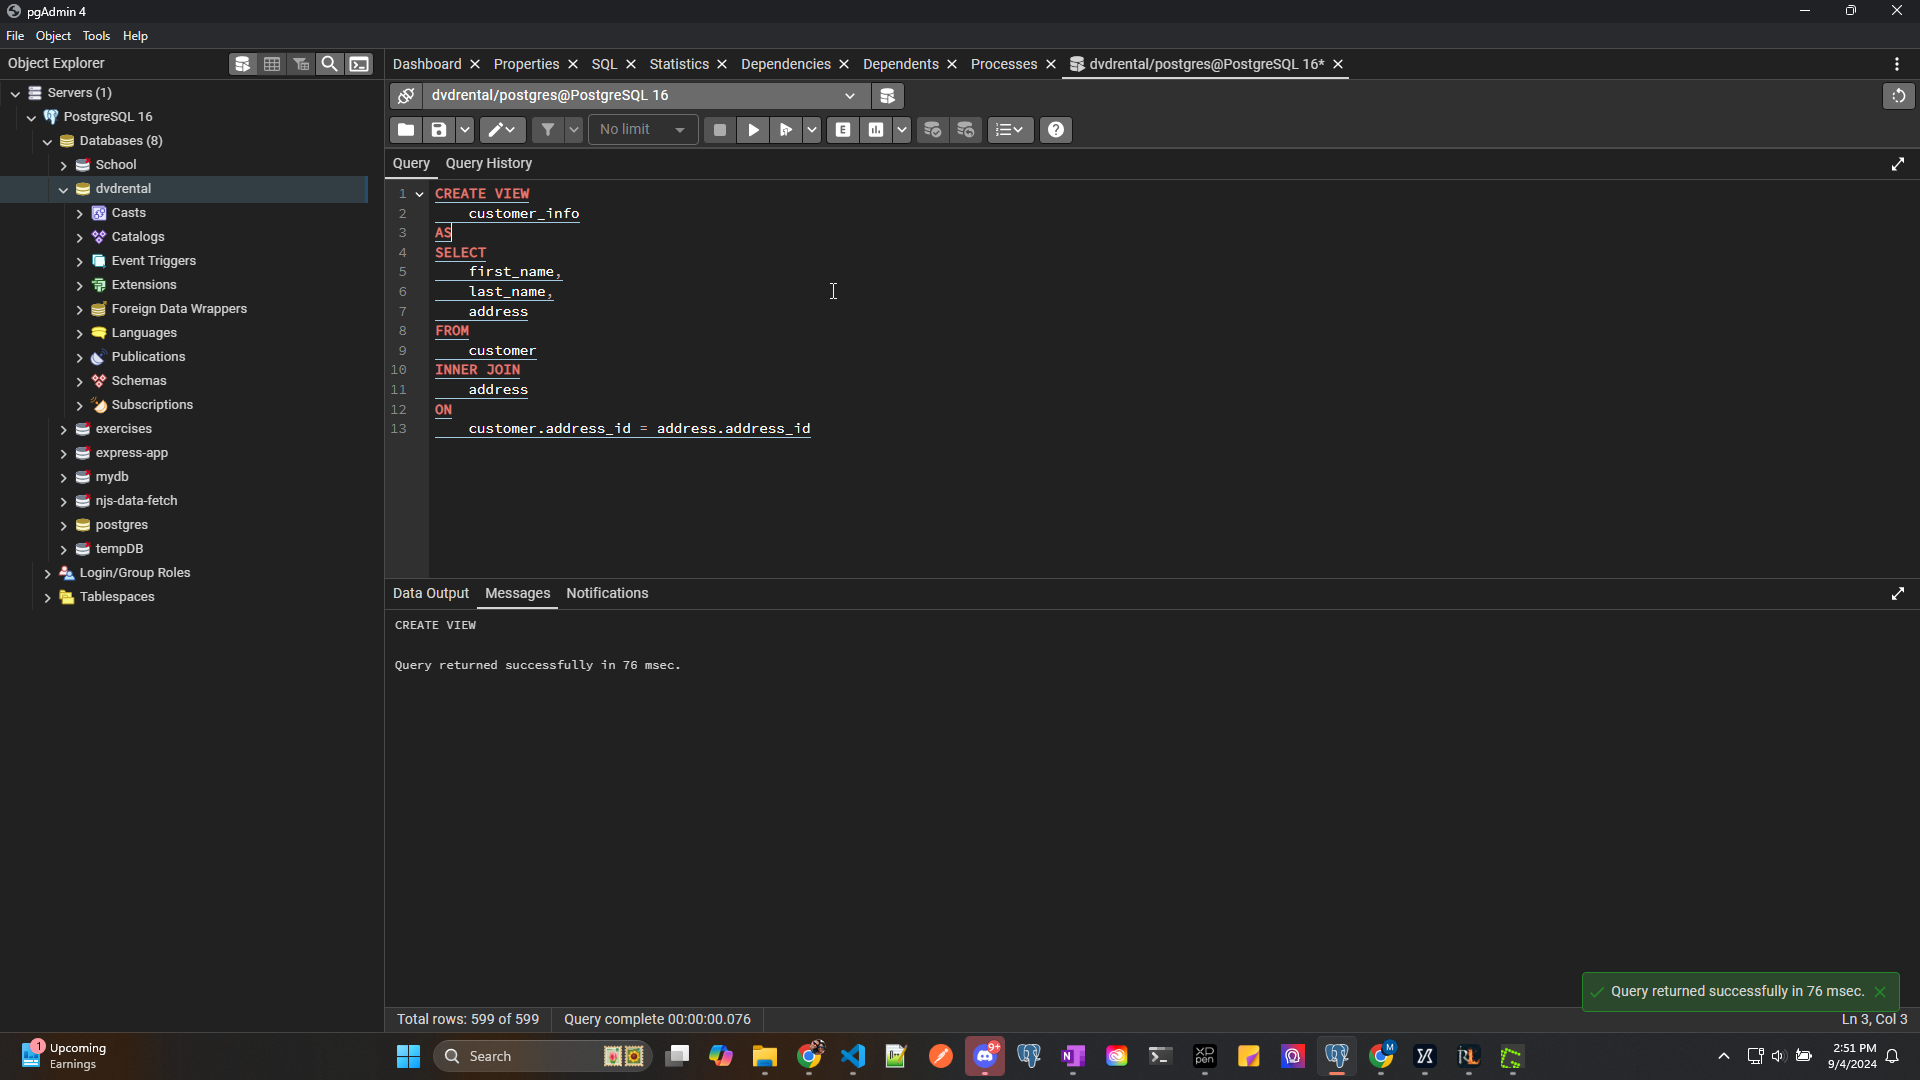 pgAdmin 4
File Object Tools Help
Object Explorer
Dashboard Properties SQL Statistics Dependencies Dependents Processes dvdrental/postgres@PostgreSQL 16*
Servers (1)
PostgreSQL 16
Databases (8)
School
dvdrental
Casts
Catalogs
Event Triggers
Extensions
Foreign Data Wrappers
Languages
Publications
Schemas
Subscriptions
exercises
express-app
mydb
njs-data-fetch
postgres
tempDB
Login/Group Roles
Tablespaces
dvdrental/postgres@PostgreSQL 16
No limit
E
Query Query History
1 CREATE VIEW
2 customer_info
3 AS
4 SELECT
5 first_name,
6 last_name,
7 address
8 FROM
9 customer
10 INNER JOIN
11 address
12 ON
13 customer.address_id = address.address_id
Data Output Messages Notifications
CREATE VIEW
Query returned successfully in 76 msec.
Query returned successfully in 76 msec.
Total rows: 599 of 599 Query complete 00:00:00.076 Ln 3, Col 3
1 Upcoming
Earnings
Search
9+
xp
pen
M
2:51 PM
9/4/2024